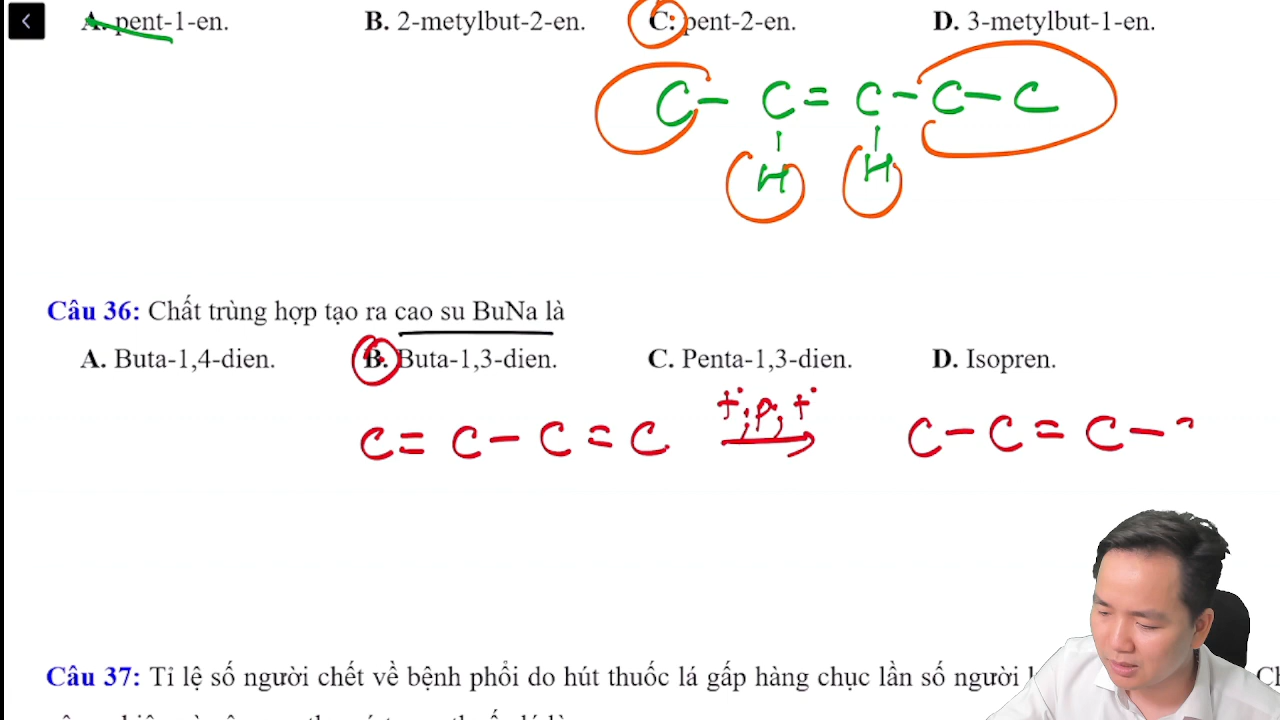 A. pent-1-en. B. 2-metylbut-2-en. C. pent-2-en. D. 3-metylbut-1-en.
C - C = C - C - C
H H
Câu 36: Chất trùng hợp tạo ra cao su BuNa là
A. Buta-1,4-dien. B. Buta-1,3-dien. C. Penta-1,3-dien. D. Isopren.
t°, p, t°
C = C - C = C C - C = C -
Câu 37: Tỉ lệ số người chết về bệnh phổi do hút thuốc lá gấp hàng chục lần số người